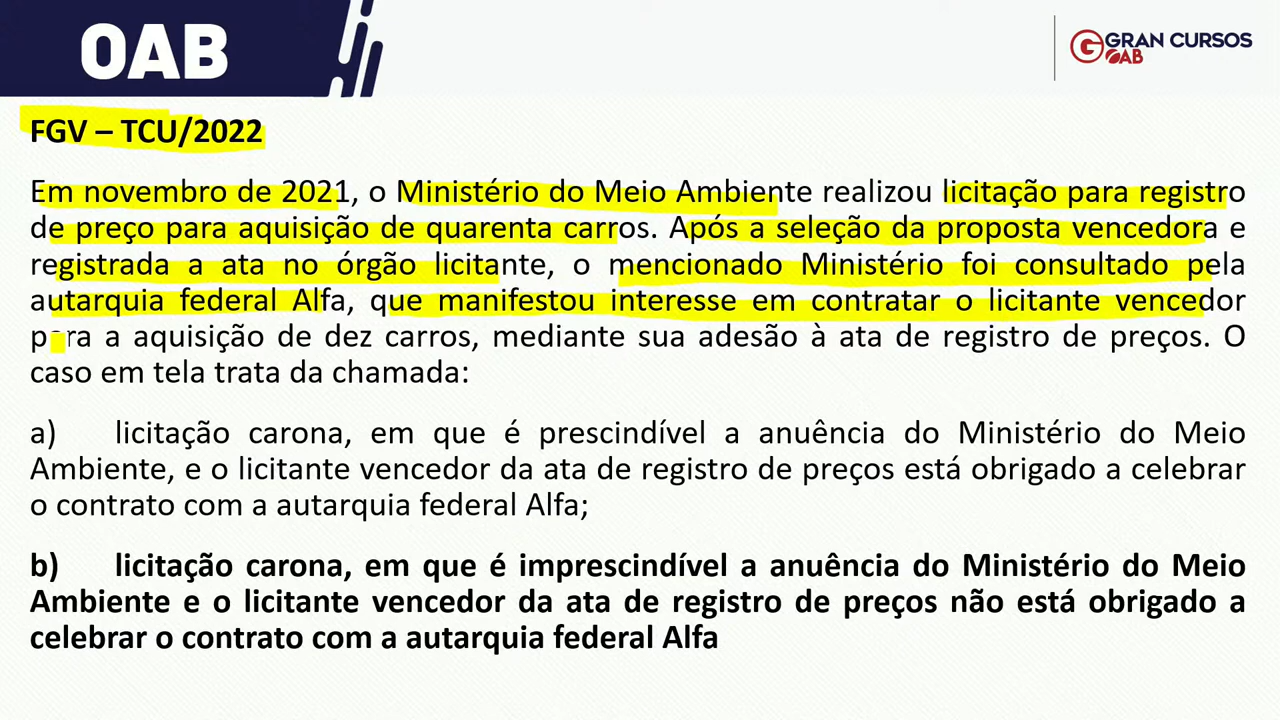 OAB
GRAN CURSOS
OAB
FGV – TCU/2022
Em novembro de 2021, o Ministério do Meio Ambiente realizou licitação para registro
de preço para aquisição de quarenta carros. Após a seleção da proposta vencedora e
registrada a ata no órgão licitante, o mencionado Ministério foi consultado pela
autarquia federal Alfa, que manifestou interesse em contratar o licitante vencedor
para a aquisição de dez carros, mediante sua adesão à ata de registro de preços. O
caso em tela trata da chamada:
a) licitação carona, em que é prescindível a anuência do Ministério do Meio
Ambiente, e o licitante vencedor da ata de registro de preços está obrigado a celebrar
o contrato com a autarquia federal Alfa;
b) licitação carona, em que é imprescindível a anuência do Ministério do Meio
Ambiente e o licitante vencedor da ata de registro de preços não está obrigado a
celebrar o contrato com a autarquia federal Alfa